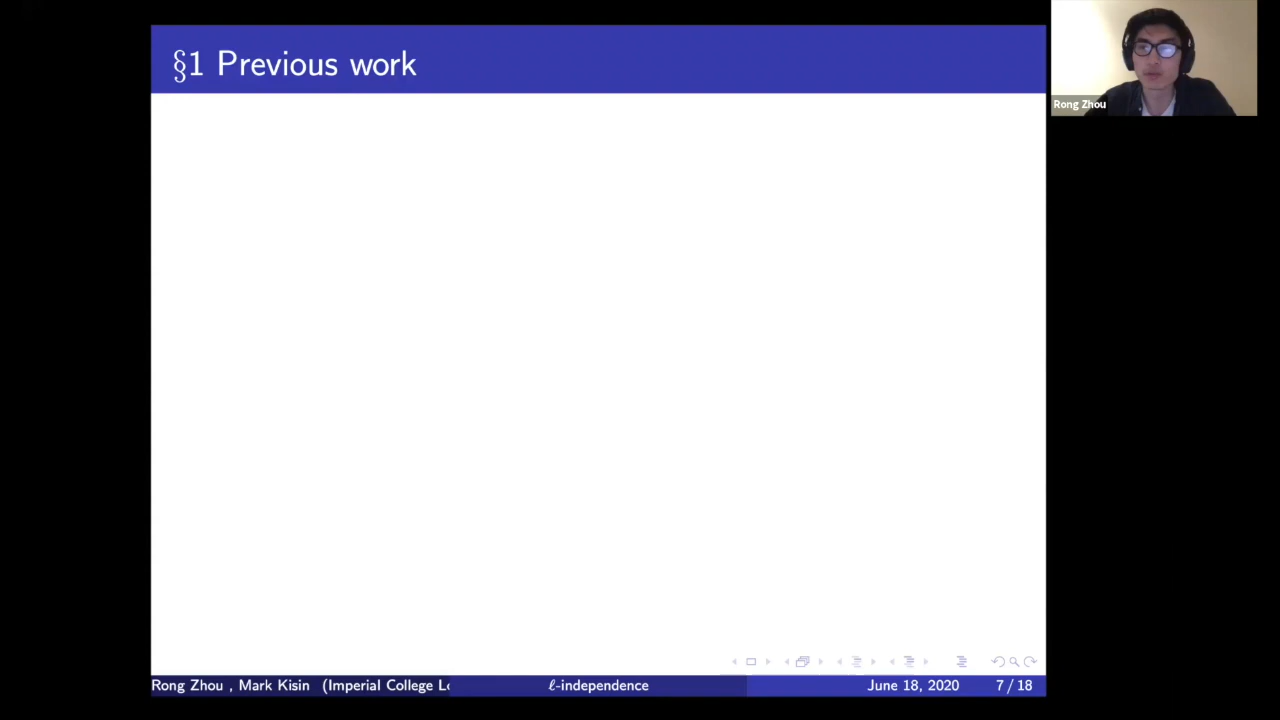 §1 Previous work
Rong Zhou
Rong Zhou , Mark Kisin (Imperial College Lo
ℓ-independence
June 18, 2020
7 / 18